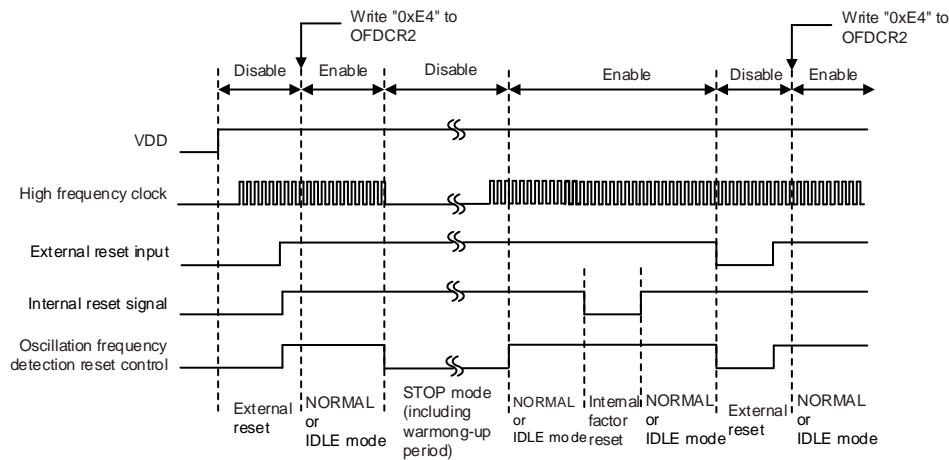 Write "0xE4" to
OFDCR2
Write "0xE4" to
OFDCR2
Disable
Enable
Disable
Enable
Disable
Enable
VDD
High frequency clock
External reset input
Internal reset signal
Oscillation frequency
detection reset control
External
reset
NORMAL
or
IDLE mode
STOP mode
(including
warmong-up
period)
NORMAL
or
IDLE mode
Internal
factor
reset
NORMAL
or
IDLE mode
External
reset
NORMAL
or
IDLE mode